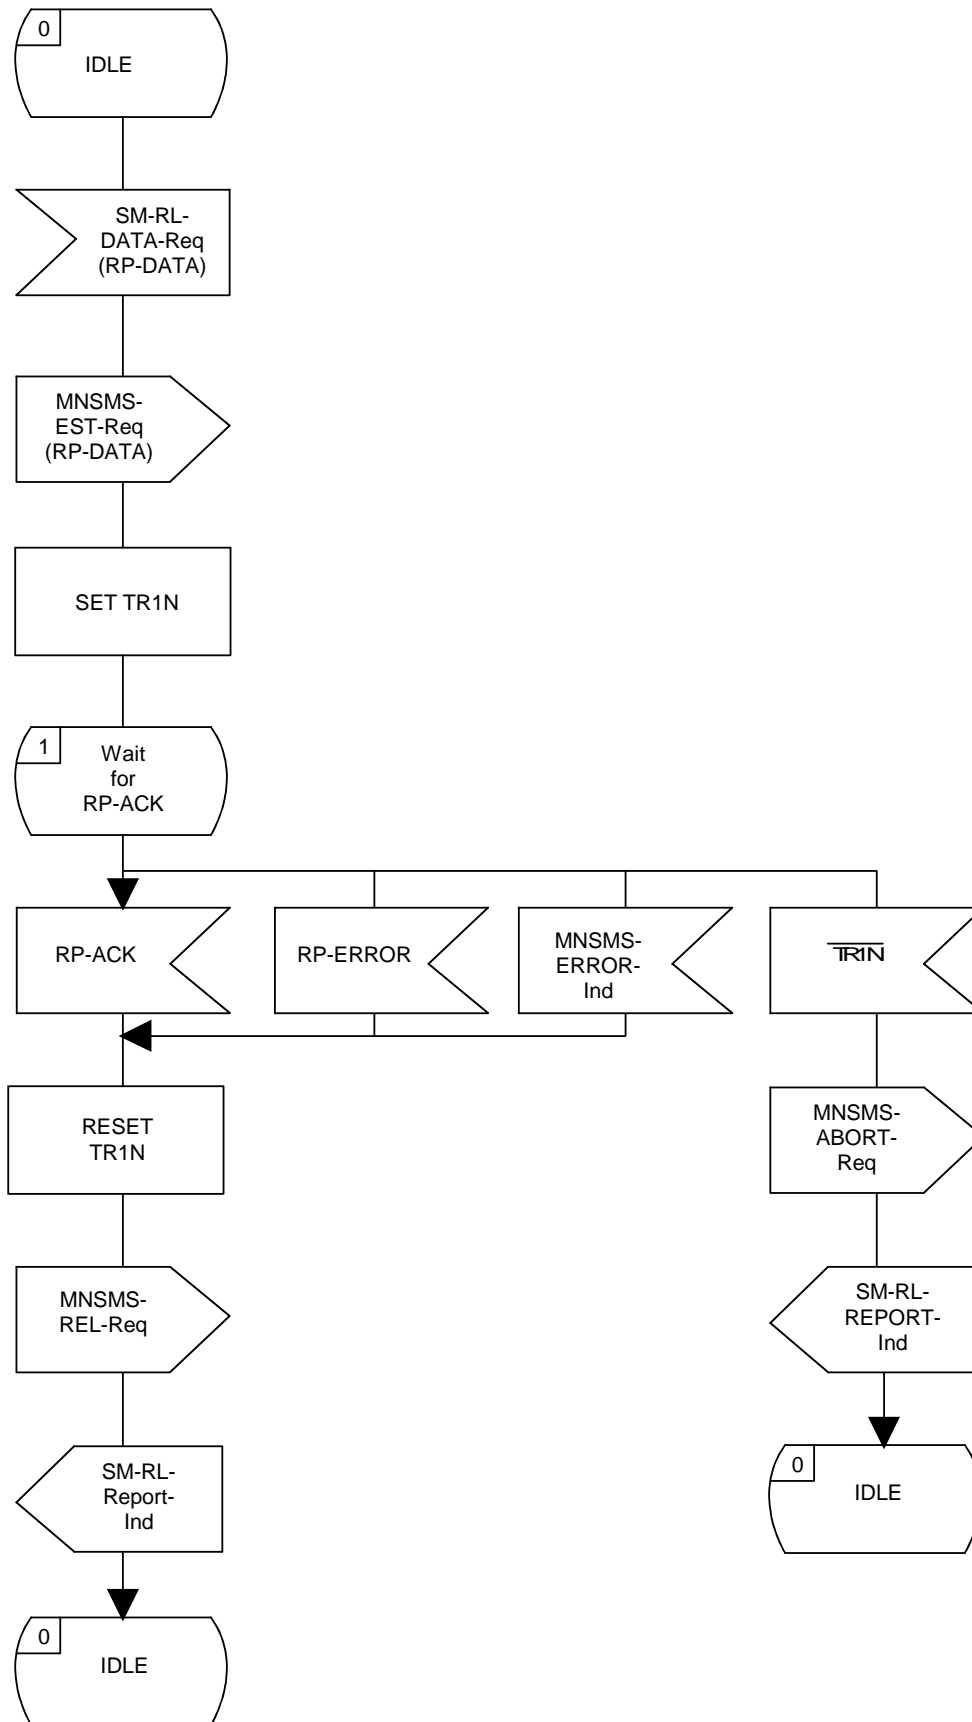 0
IDLE
SM-RL-
DATA-Req
(RP-DATA)
MNSMS-
EST-Req
(RP-DATA)
SET TR1N
1
Wait
for
RP-ACK
RP-ACK
RP-ERROR
MNSMS-
ERROR-
Ind
TR1N
RESET
TR1N
MNSMS-
ABORT-
Req
MNSMS-
REL-Req
SM-RL-
REPORT-
Ind
SM-RL-
Report-
Ind
0
IDLE
0
IDLE